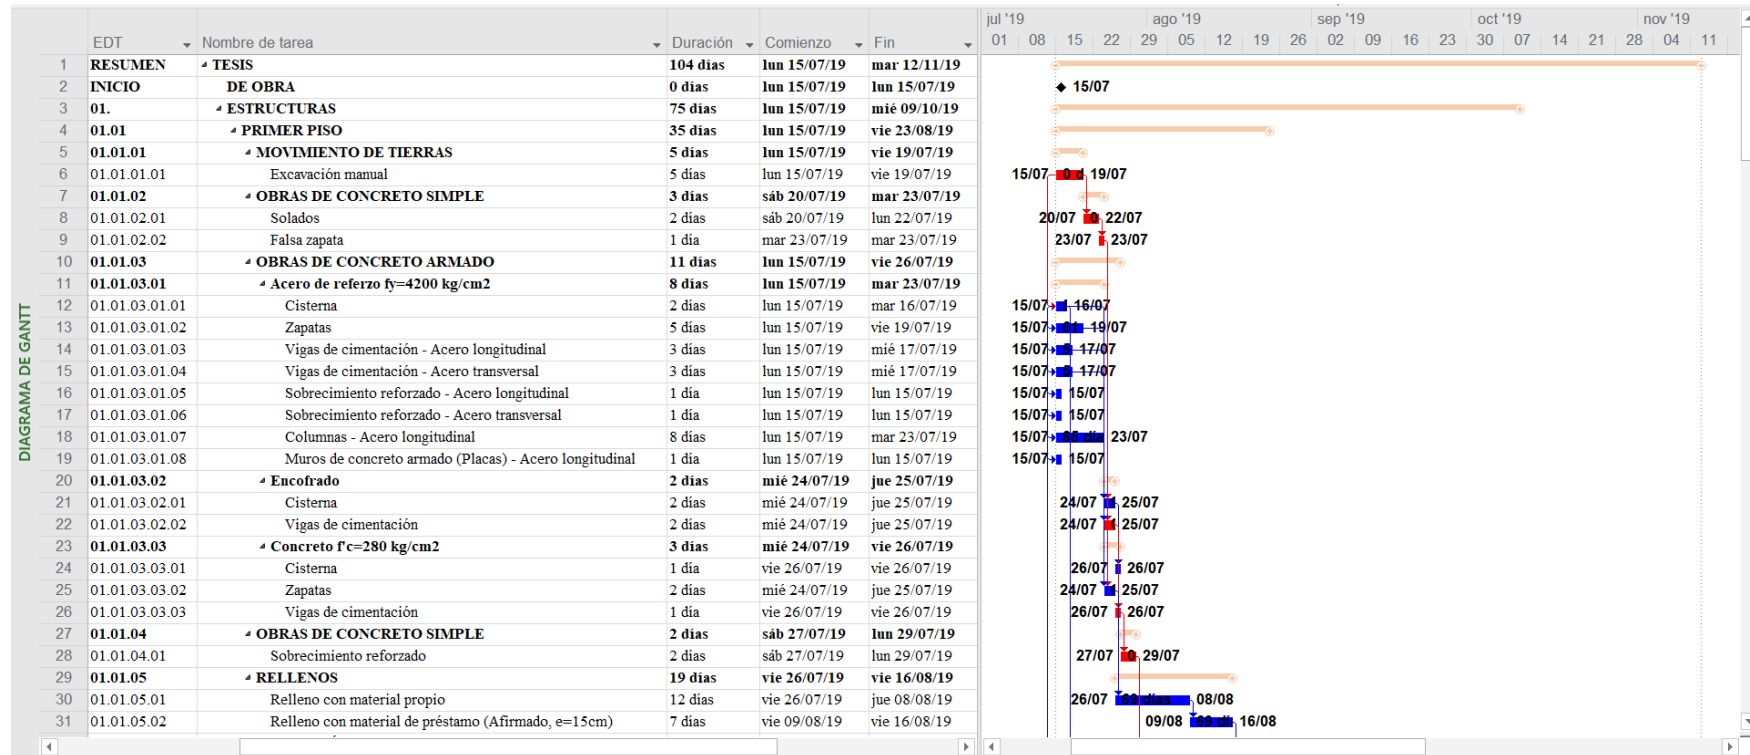 jul '19 ago '19 sep '19 oct '19 nov '19
EDT Nombre de tarea Duración Comienzo Fin 01 08 15 22 29 05 12 19 26 02 09 16 23 30 07 14 21 28 04 11
DIAGRAMA DE GANTT
1 RESUMEN TESIS 104 días lun 15/07/19 mar 12/11/19
2 INICIO DE OBRA 0 días lun 15/07/19 lun 15/07/19 15/07
3 01. ESTRUCTURAS 75 días lun 15/07/19 mié 09/10/19
4 01.01 PRIMER PISO 35 días lun 15/07/19 vie 23/08/19
5 01.01.01 MOVIMIENTO DE TIERRAS 5 días lun 15/07/19 vie 19/07/19
6 01.01.01.01 Excavación manual 5 días lun 15/07/19 vie 19/07/19 15/07 0 d 19/07
7 01.01.02 OBRAS DE CONCRETO SIMPLE 3 días sáb 20/07/19 mar 23/07/19
8 01.01.02.01 Solados 2 días sáb 20/07/19 lun 22/07/19 20/07 0 22/07
9 01.01.02.02 Falsa zapata 1 día mar 23/07/19 mar 23/07/19 23/07 23/07
10 01.01.03 OBRAS DE CONCRETO ARMADO 11 días lun 15/07/19 vie 26/07/19
11 01.01.03.01 Acero de referzo fy=4200 kg/cm2 8 días lun 15/07/19 mar 23/07/19
12 01.01.03.01.01 Cisterna 2 días lun 15/07/19 mar 16/07/19 15/07 1 16/07
13 01.01.03.01.02 Zapatas 5 días lun 15/07/19 vie 19/07/19 15/07 61 19/07
14 01.01.03.01.03 Vigas de cimentación - Acero longitudinal 3 días lun 15/07/19 mié 17/07/19 15/07 5 17/07
15 01.01.03.01.04 Vigas de cimentación - Acero transversal 3 días lun 15/07/19 mié 17/07/19 15/07 5 17/07
16 01.01.03.01.05 Sobrecimiento reforzado - Acero longitudinal 1 día lun 15/07/19 lun 15/07/19 15/07 15/07
17 01.01.03.01.06 Sobrecimiento reforzado - Acero transversal 1 día lun 15/07/19 lun 15/07/19 15/07 15/07
18 01.01.03.01.07 Columnas - Acero longitudinal 8 días lun 15/07/19 mar 23/07/19 15/07 85 día 23/07
19 01.01.03.01.08 Muros de concreto armado (Placas) - Acero longitudinal 1 día lun 15/07/19 lun 15/07/19 15/07 15/07
20 01.01.03.02 Encofrado 2 días mié 24/07/19 jue 25/07/19
21 01.01.03.02.01 Cisterna 2 días mié 24/07/19 jue 25/07/19 24/07 1 25/07
22 01.01.03.02.02 Vigas de cimentación 2 días mié 24/07/19 jue 25/07/19 24/07 1 25/07
23 01.01.03.03 Concreto f'c=280 kg/cm2 3 días mié 24/07/19 vie 26/07/19
24 01.01.03.03.01 Cisterna 1 día vie 26/07/19 vie 26/07/19 26/07 26/07
25 01.01.03.03.02 Zapatas 2 días mié 24/07/19 jue 25/07/19 24/07 1 25/07
26 01.01.03.03.03 Vigas de cimentación 1 día vie 26/07/19 vie 26/07/19 26/07 26/07
27 01.01.04 OBRAS DE CONCRETO SIMPLE 2 días sáb 27/07/19 lun 29/07/19
28 01.01.04.01 Sobrecimiento reforzado 2 días sáb 27/07/19 lun 29/07/19 27/07 0 29/07
29 01.01.05 RELLENOS 19 días vie 26/07/19 vie 16/08/19
30 01.01.05.01 Relleno con material propio 12 días vie 26/07/19 jue 08/08/19 26/07 69 días 08/08
31 01.01.05.02 Relleno con material de préstamo (Afirmado, e=15cm) 7 días vie 09/08/19 vie 16/08/19 09/08 69 dí 16/08